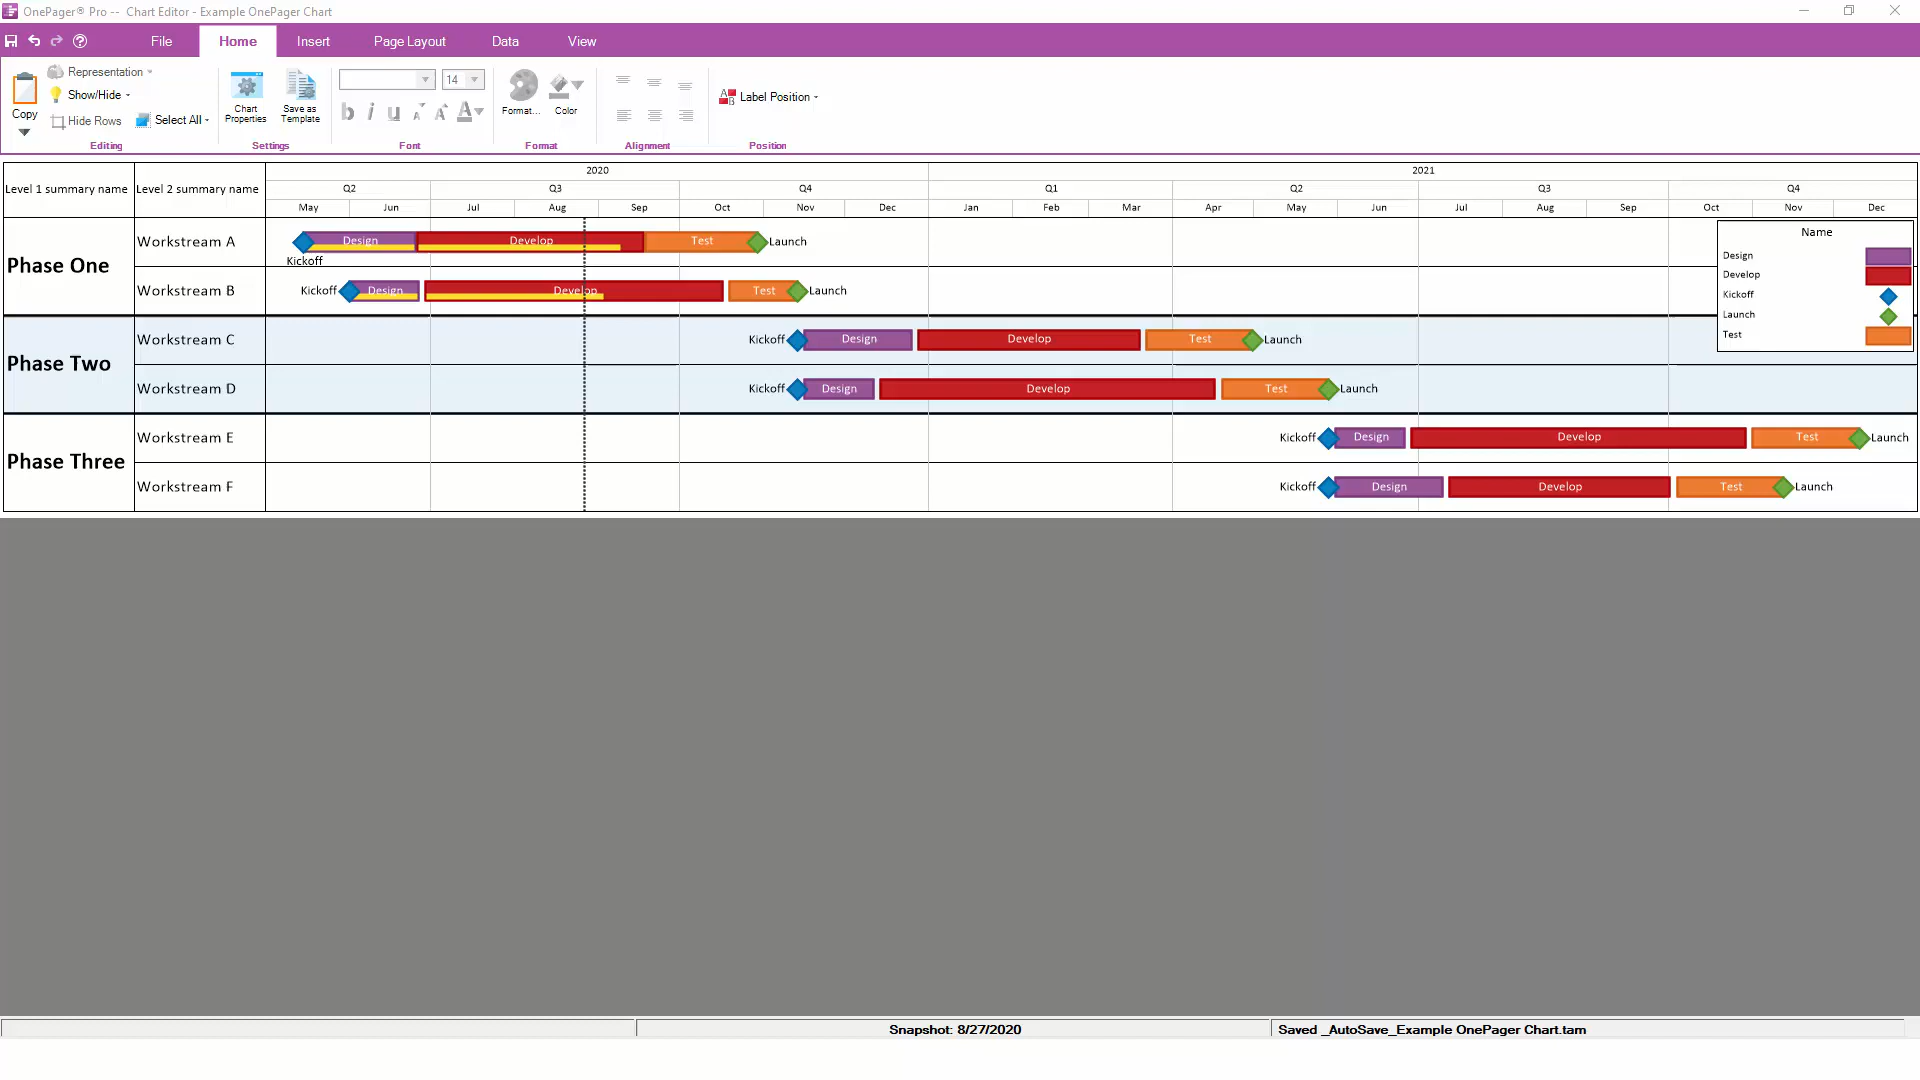 OnePager® Pro -- Chart Editor - Example OnePager Chart
File Home Insert Page Layout Data View
Copy
Representation
Show/Hide
Hide Rows
Select All
Editing
Chart Properties
Save as Template
Settings
14
b i u A A A
Font
Format...
Color
Format
Alignment
Label Position
Position
Level 1 summary name Level 2 summary name
2020 2021
Q2 Q3 Q4 Q1 Q2 Q3 Q4
May Jun Jul Aug Sep Oct Nov Dec Jan Feb Mar Apr May Jun Jul Aug Sep Oct Nov Dec
Phase One
Workstream A Design Develop Test Launch
Kickoff
Workstream B Kickoff Design Develop Test Launch
Phase Two
Workstream C Kickoff Design Develop Test Launch
Workstream D Kickoff Design Develop Test Launch
Phase Three
Workstream E Kickoff Design Develop Test Launch
Workstream F Kickoff Design Develop Test Launch
Name
Design
Develop
Kickoff
Launch
Test
Snapshot: 8/27/2020
Saved _AutoSave_Example OnePager Chart.tam